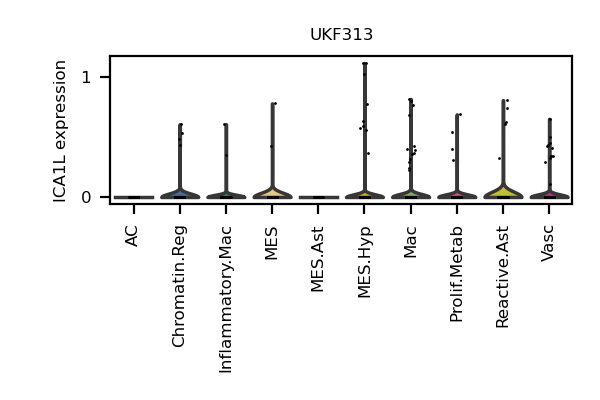 UKF313
ICA1L expression
1
0
AC
Chromatin.Reg
Inflammatory.Mac
MES
MES.Ast
MES.Hyp
Mac
Prolif.Metab
Reactive.Ast
Vasc